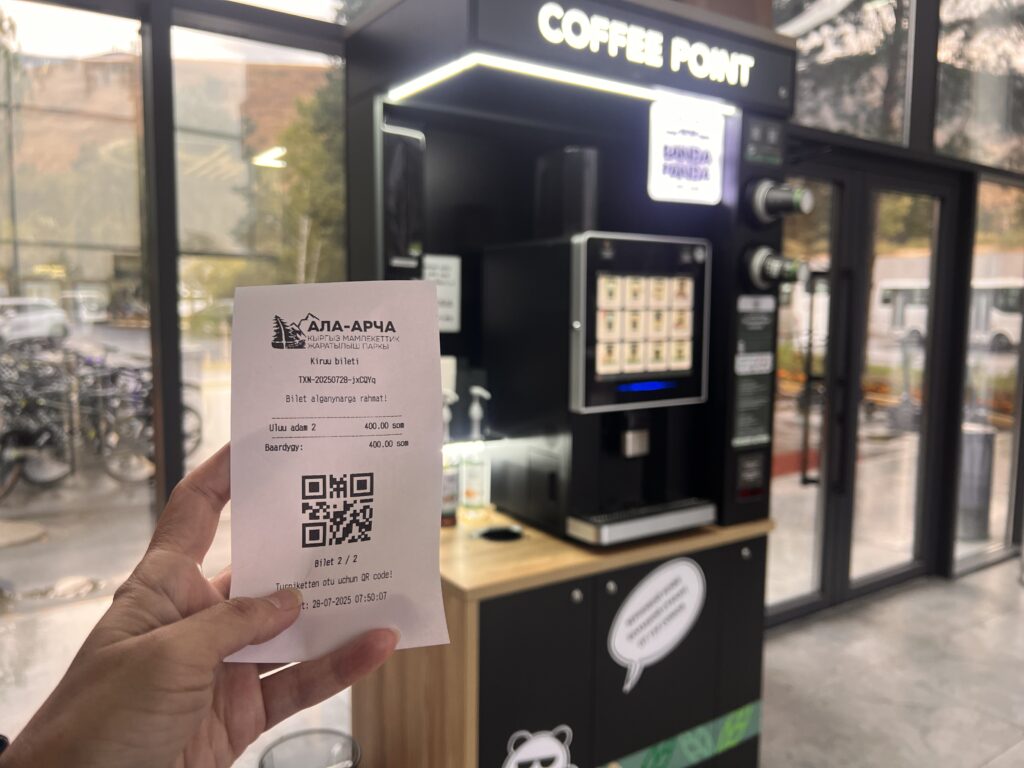 COFFEE POINT
PANDA
PANDA
АЛА-АРЧА
КЫРГЫЗ МАМЛЕКЕТТИК
ЖАРАТЫЛЫШ ПАРКЫ
Kiruu bileti
TXN-20250728-jxCQYq
Bilet alganynarga rahmat!
Uluu adam 2 400.00 som
Baardygy: 400.00 som
Bilet 2 / 2
Turniketten otu uchun QR code!
28-07-2025 07:50:07